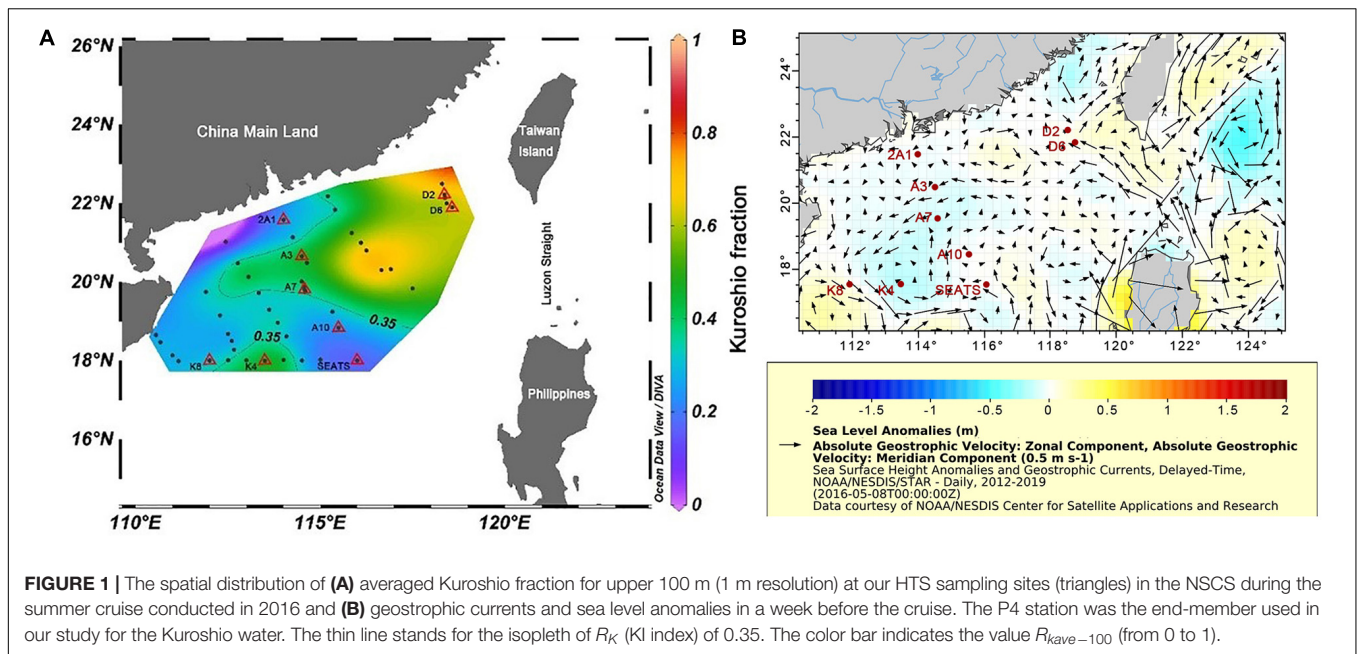 A
26°N
24°N
22°N
20°N
18°N
16°N
110°E
115°E
120°E
China Main Land
Taiwan
Island
Luzon Straight
Philippines
2A1
D2
D6
A3
A7
0.35
A10
0.35
K8
K4
SEATS
Ocean Data View / DIVA
1
0.8
0.6
0.4
0.2
0
Kuroshio fraction
B
24°
22°
20°
18°
112°
114°
116°
118°
120°
122°
124°
D2
D6
2A1
A3
A7
A10
K8
K4
SEATS
-2
-1.5
-1
-0.5
0
0.5
1
1.5
2
Sea Level Anomalies (m)
Absolute Geostrophic Velocity: Zonal Component, Absolute Geostrophic
Velocity: Meridian Component (0.5 m s-1)
Sea Surface Height Anomalies and Geostrophic Currents, Delayed-Time,
NOAA/NESDIS/STAR - Daily, 2012-2019
(2016-05-08T00:00:00Z)
Data courtesy of NOAA/NESDIS Center for Satellite Applications and Research
FIGURE 1 | The spatial distribution of (A) averaged Kuroshio fraction for upper 100 m (1 m resolution) at our HTS sampling sites (triangles) in the NSCS during the
summer cruise conducted in 2016 and (B) geostrophic currents and sea level anomalies in a week before the cruise. The P4 station was the end-member used in
our study for the Kuroshio water. The thin line stands for the isopleth of R_K (KI index) of 0.35. The color bar indicates the value R_kave−100 (from 0 to 1).